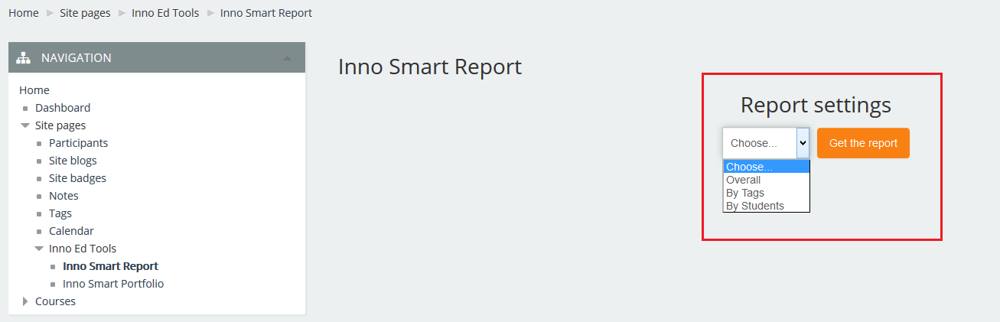 Home Site pages Inno Ed Tools Inno Smart Report
NAVIGATION
Home
Dashboard
Site pages
Participants
Site blogs
Site badges
Notes
Tags
Calendar
Inno Ed Tools
Inno Smart Report
Inno Smart Portfolio
Courses
Inno Smart Report
Report settings
Choose... Get the report
Choose...
Overall
By Tags
By Students